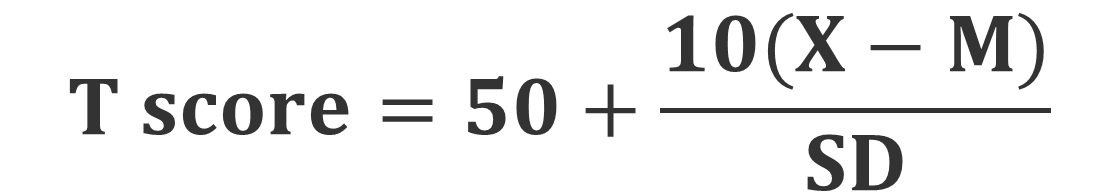 T score = 50 + 10(X − M) / SD